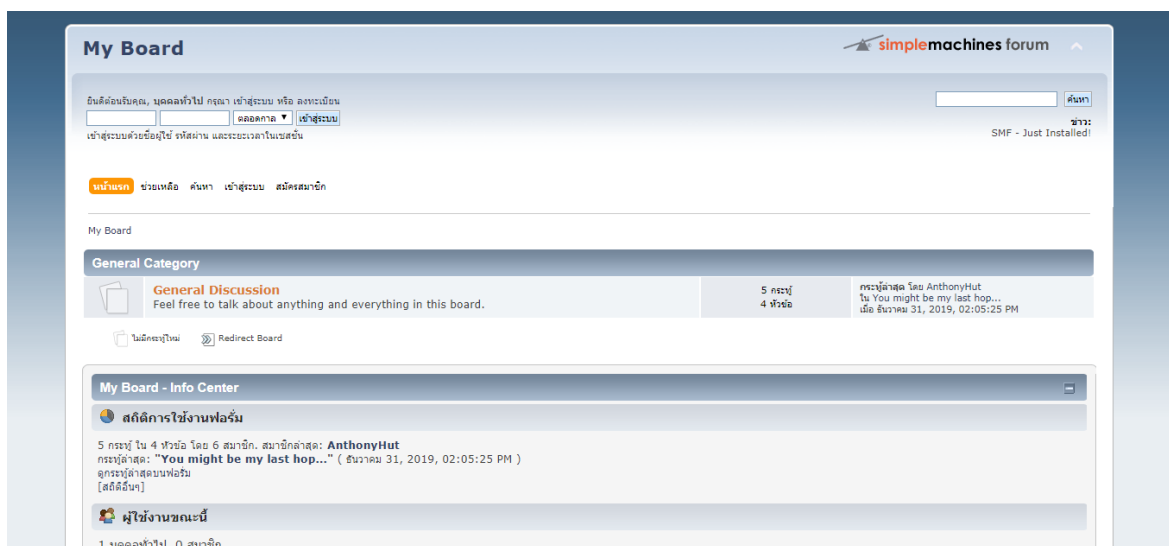 My Board
simplemachines forum
ยินดีต้อนรับคุณ, บุคคลทั่วไป กรุณา เข้าสู่ระบบ หรือ ลงทะเบียน
ตลอดกาล ▼ เข้าสู่ระบบ
เข้าสู่ระบบด้วยชื่อผู้ใช้ รหัสผ่าน และระยะเวลาในเซสชั่น
ค้นหา
ข่าว:
SMF - Just Installed!
หน้าแรก ช่วยเหลือ ค้นหา เข้าสู่ระบบ สมัครสมาชิก
My Board
General Category
General Discussion
Feel free to talk about anything and everything in this board.
5 กระทู้
4 หัวข้อ
กระทู้ล่าสุด โดย AnthonyHut
ใน You might be my last hop...
เมื่อ ธันวาคม 31, 2019, 02:05:25 PM
ไม่มีกระทู้ใหม่ Redirect Board
My Board - Info Center
สถิติการใช้งานฟอรั่ม
5 กระทู้ ใน 4 หัวข้อ โดย 6 สมาชิก. สมาชิกล่าสุด: AnthonyHut
กระทู้ล่าสุด: "You might be my last hop..." ( ธันวาคม 31, 2019, 02:05:25 PM )
ดูกระทู้ล่าสุดบนฟอรั่ม
[สถิติอื่นๆ]
ผู้ใช้งานขณะนี้
1 บุคคลทั่วไป, 0 สมาชิก